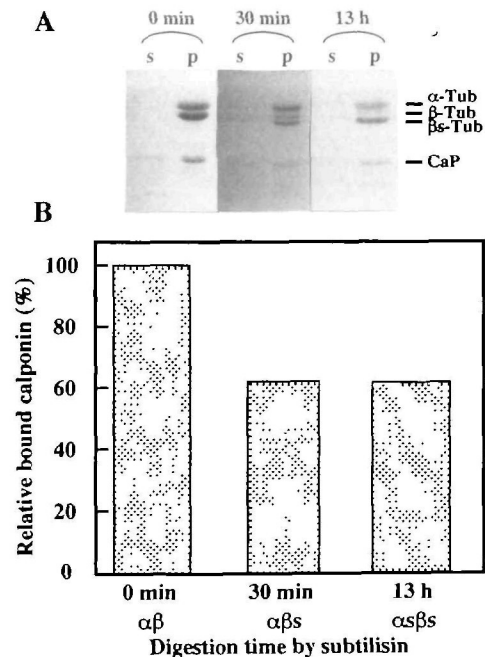 A
0 min 30 min 13 h
s p s p s p
α-Tub
β-Tub
βs-Tub
CaP
B
Relative bound calponin (%)
100
80
60
40
20
0
0 min 30 min 13 h
αβ αβs αsβs
Digestion time by subtilisin